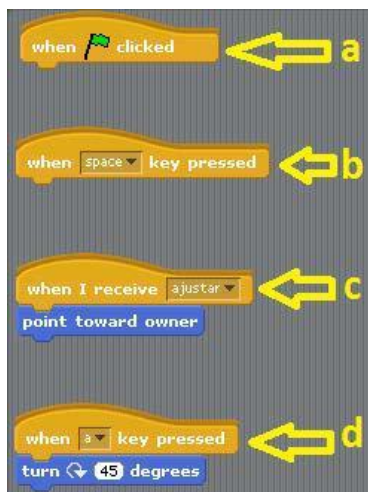 when clicked a
when space key pressed b
when I receive ajustar c
point toward owner
when a key pressed d
turn 45 degrees